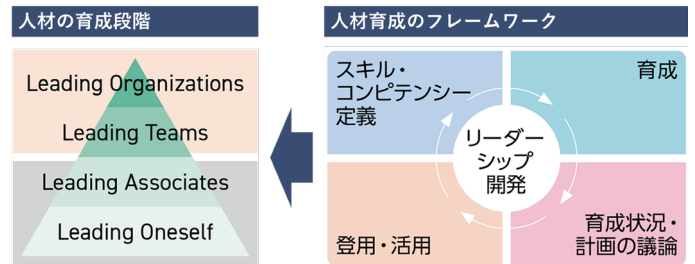 人材の育成段階
Leading Organizations
Leading Teams
Leading Associates
Leading Oneself
人材育成のフレームワーク
スキル・
コンピテンシー
定義
育成
リーダー
シップ
開発
登用・活用
育成状況・
計画の議論